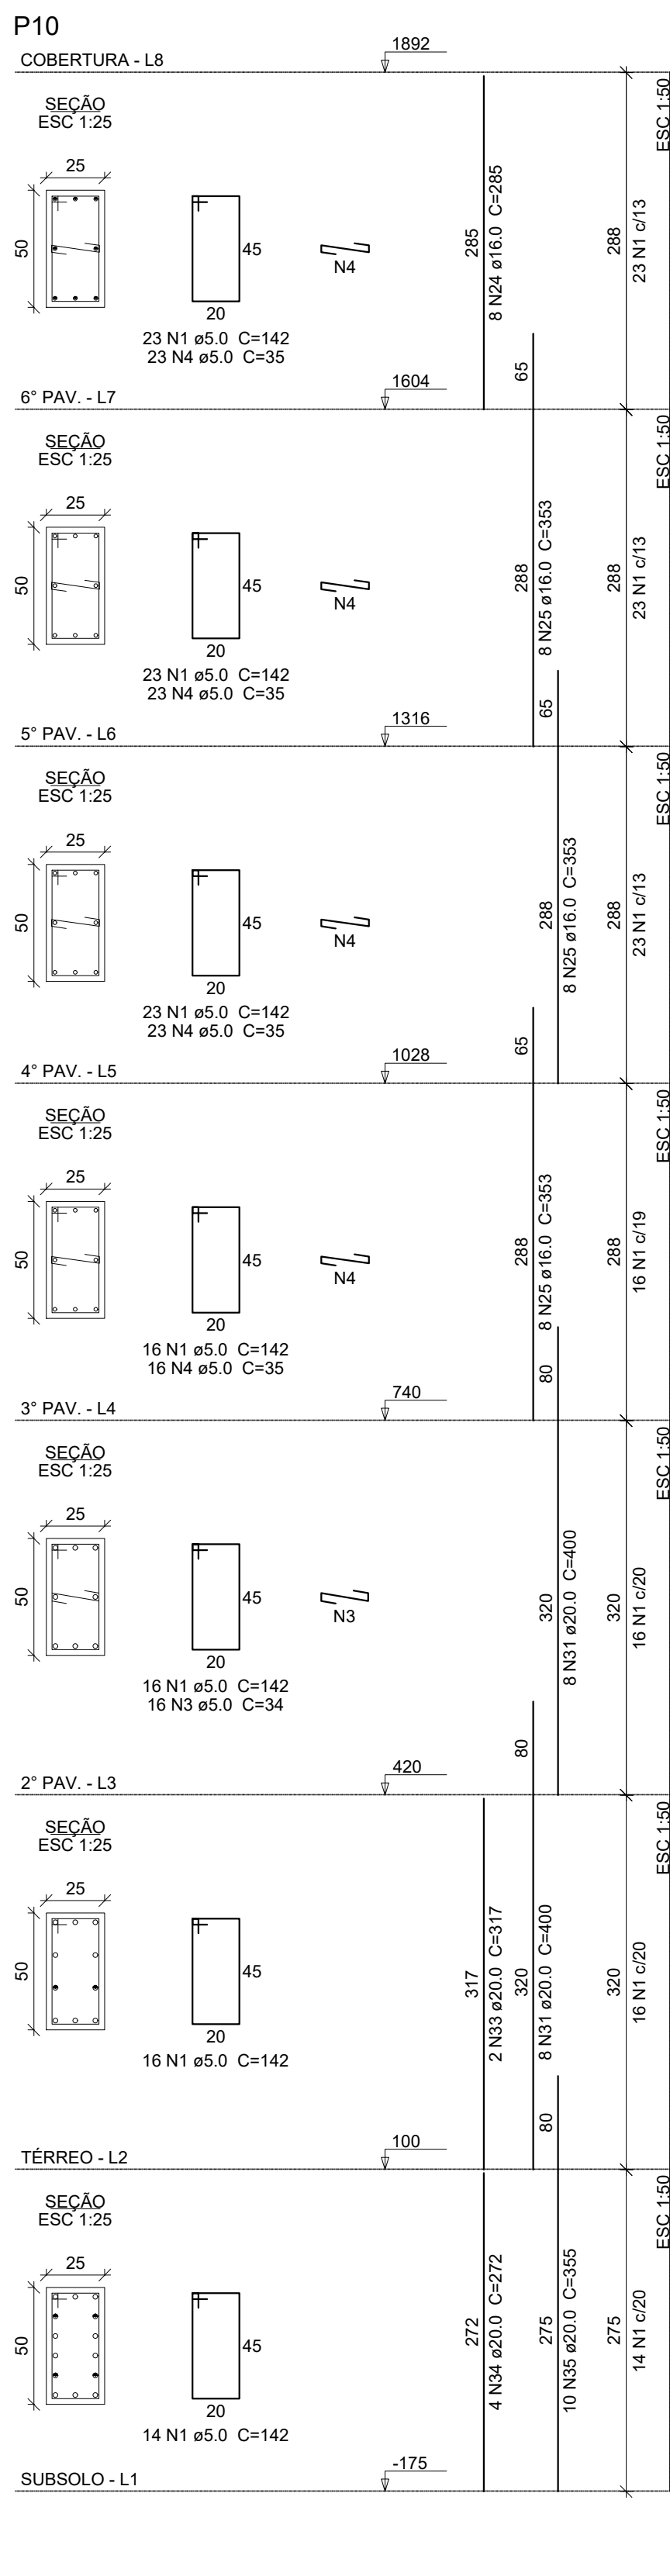 P10
COBERTURA - L8
1892
SEÇÃO
ESC 1:25
25
50
45
20
N4
23 N1 ø5.0 C=142
23 N4 ø5.0 C=35
285
8 N24 ø16.0 C=285
65
288
23 N1 c/13
ESC 1:50
6° PAV. - L7
1604
SEÇÃO
ESC 1:25
25
50
45
20
N4
23 N1 ø5.0 C=142
23 N4 ø5.0 C=35
288
8 N25 ø16.0 C=353
65
288
23 N1 c/13
ESC 1:50
5° PAV. - L6
1316
SEÇÃO
ESC 1:25
25
50
45
20
N4
23 N1 ø5.0 C=142
23 N4 ø5.0 C=35
288
8 N25 ø16.0 C=353
65
288
23 N1 c/13
ESC 1:50
4° PAV. - L5
1028
SEÇÃO
ESC 1:25
25
50
45
20
N4
16 N1 ø5.0 C=142
16 N4 ø5.0 C=35
288
8 N25 ø16.0 C=353
80
288
16 N1 c/19
ESC 1:50
3° PAV. - L4
740
SEÇÃO
ESC 1:25
25
50
45
20
N3
16 N1 ø5.0 C=142
16 N3 ø5.0 C=34
320
8 N31 ø20.0 C=400
80
320
16 N1 c/20
ESC 1:50
2° PAV. - L3
420
SEÇÃO
ESC 1:25
25
50
45
20
16 N1 ø5.0 C=142
317
2 N33 ø20.0 C=317
320
8 N31 ø20.0 C=400
80
320
16 N1 c/20
ESC 1:50
TÉRREO - L2
100
SEÇÃO
ESC 1:25
25
50
45
20
14 N1 ø5.0 C=142
272
4 N34 ø20.0 C=272
275
10 N35 ø20.0 C=355
275
14 N1 c/20
ESC 1:50
SUBSOLO - L1
-175